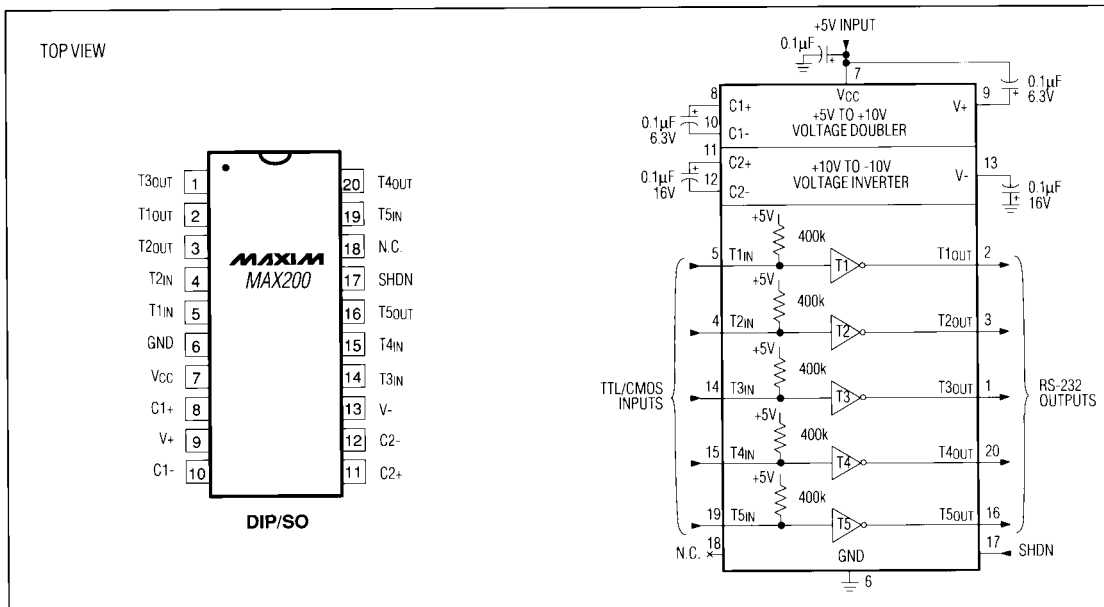 TOP VIEW
T3OUT 1
T1OUT 2
T2OUT 3
T2IN 4
T1IN 5
GND 6
VCC 7
C1+ 8
V+ 9
C1- 10
MAXIM
MAX200
20 T4OUT
19 T5IN
18 N.C.
17 SHDN
16 T5OUT
15 T4IN
14 T3IN
13 V-
12 C2-
11 C2+
DIP/SO
+5V INPUT
0.1µF
+
7
0.1µF
6.3V
+
8
C1+
VCC
V+
9
+5V TO +10V
VOLTAGE DOUBLER
0.1µF
6.3V
+
10
C1-
11
C2+
+10V TO -10V
VOLTAGE INVERTER
V-
13
0.1µF
16V
+
12
C2-
0.1µF
16V
+
+5V
400k
5 T1IN T1 T1OUT 2
+5V
400k
4 T2IN T2 T2OUT 3
+5V
400k
14 T3IN T3 T3OUT 1
TTL/CMOS
INPUTS
RS-232
OUTPUTS
+5V
400k
15 T4IN T4 T4OUT 20
+5V
400k
19 T5IN T5 T5OUT 16
N.C. 18
GND
17 SHDN
6